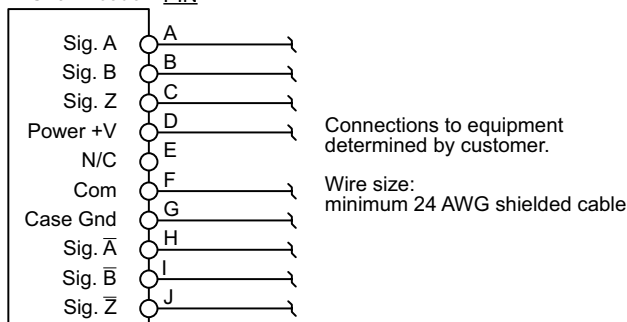 PIN
Sig. A A
Sig. B B
Sig. Z C
Power +V D
N/C E
Com F
Case Gnd G
Sig. A̅ H
Sig. B̅ I
Sig. Z̅ J
Connections to equipment
determined by customer.
Wire size:
minimum 24 AWG shielded cable